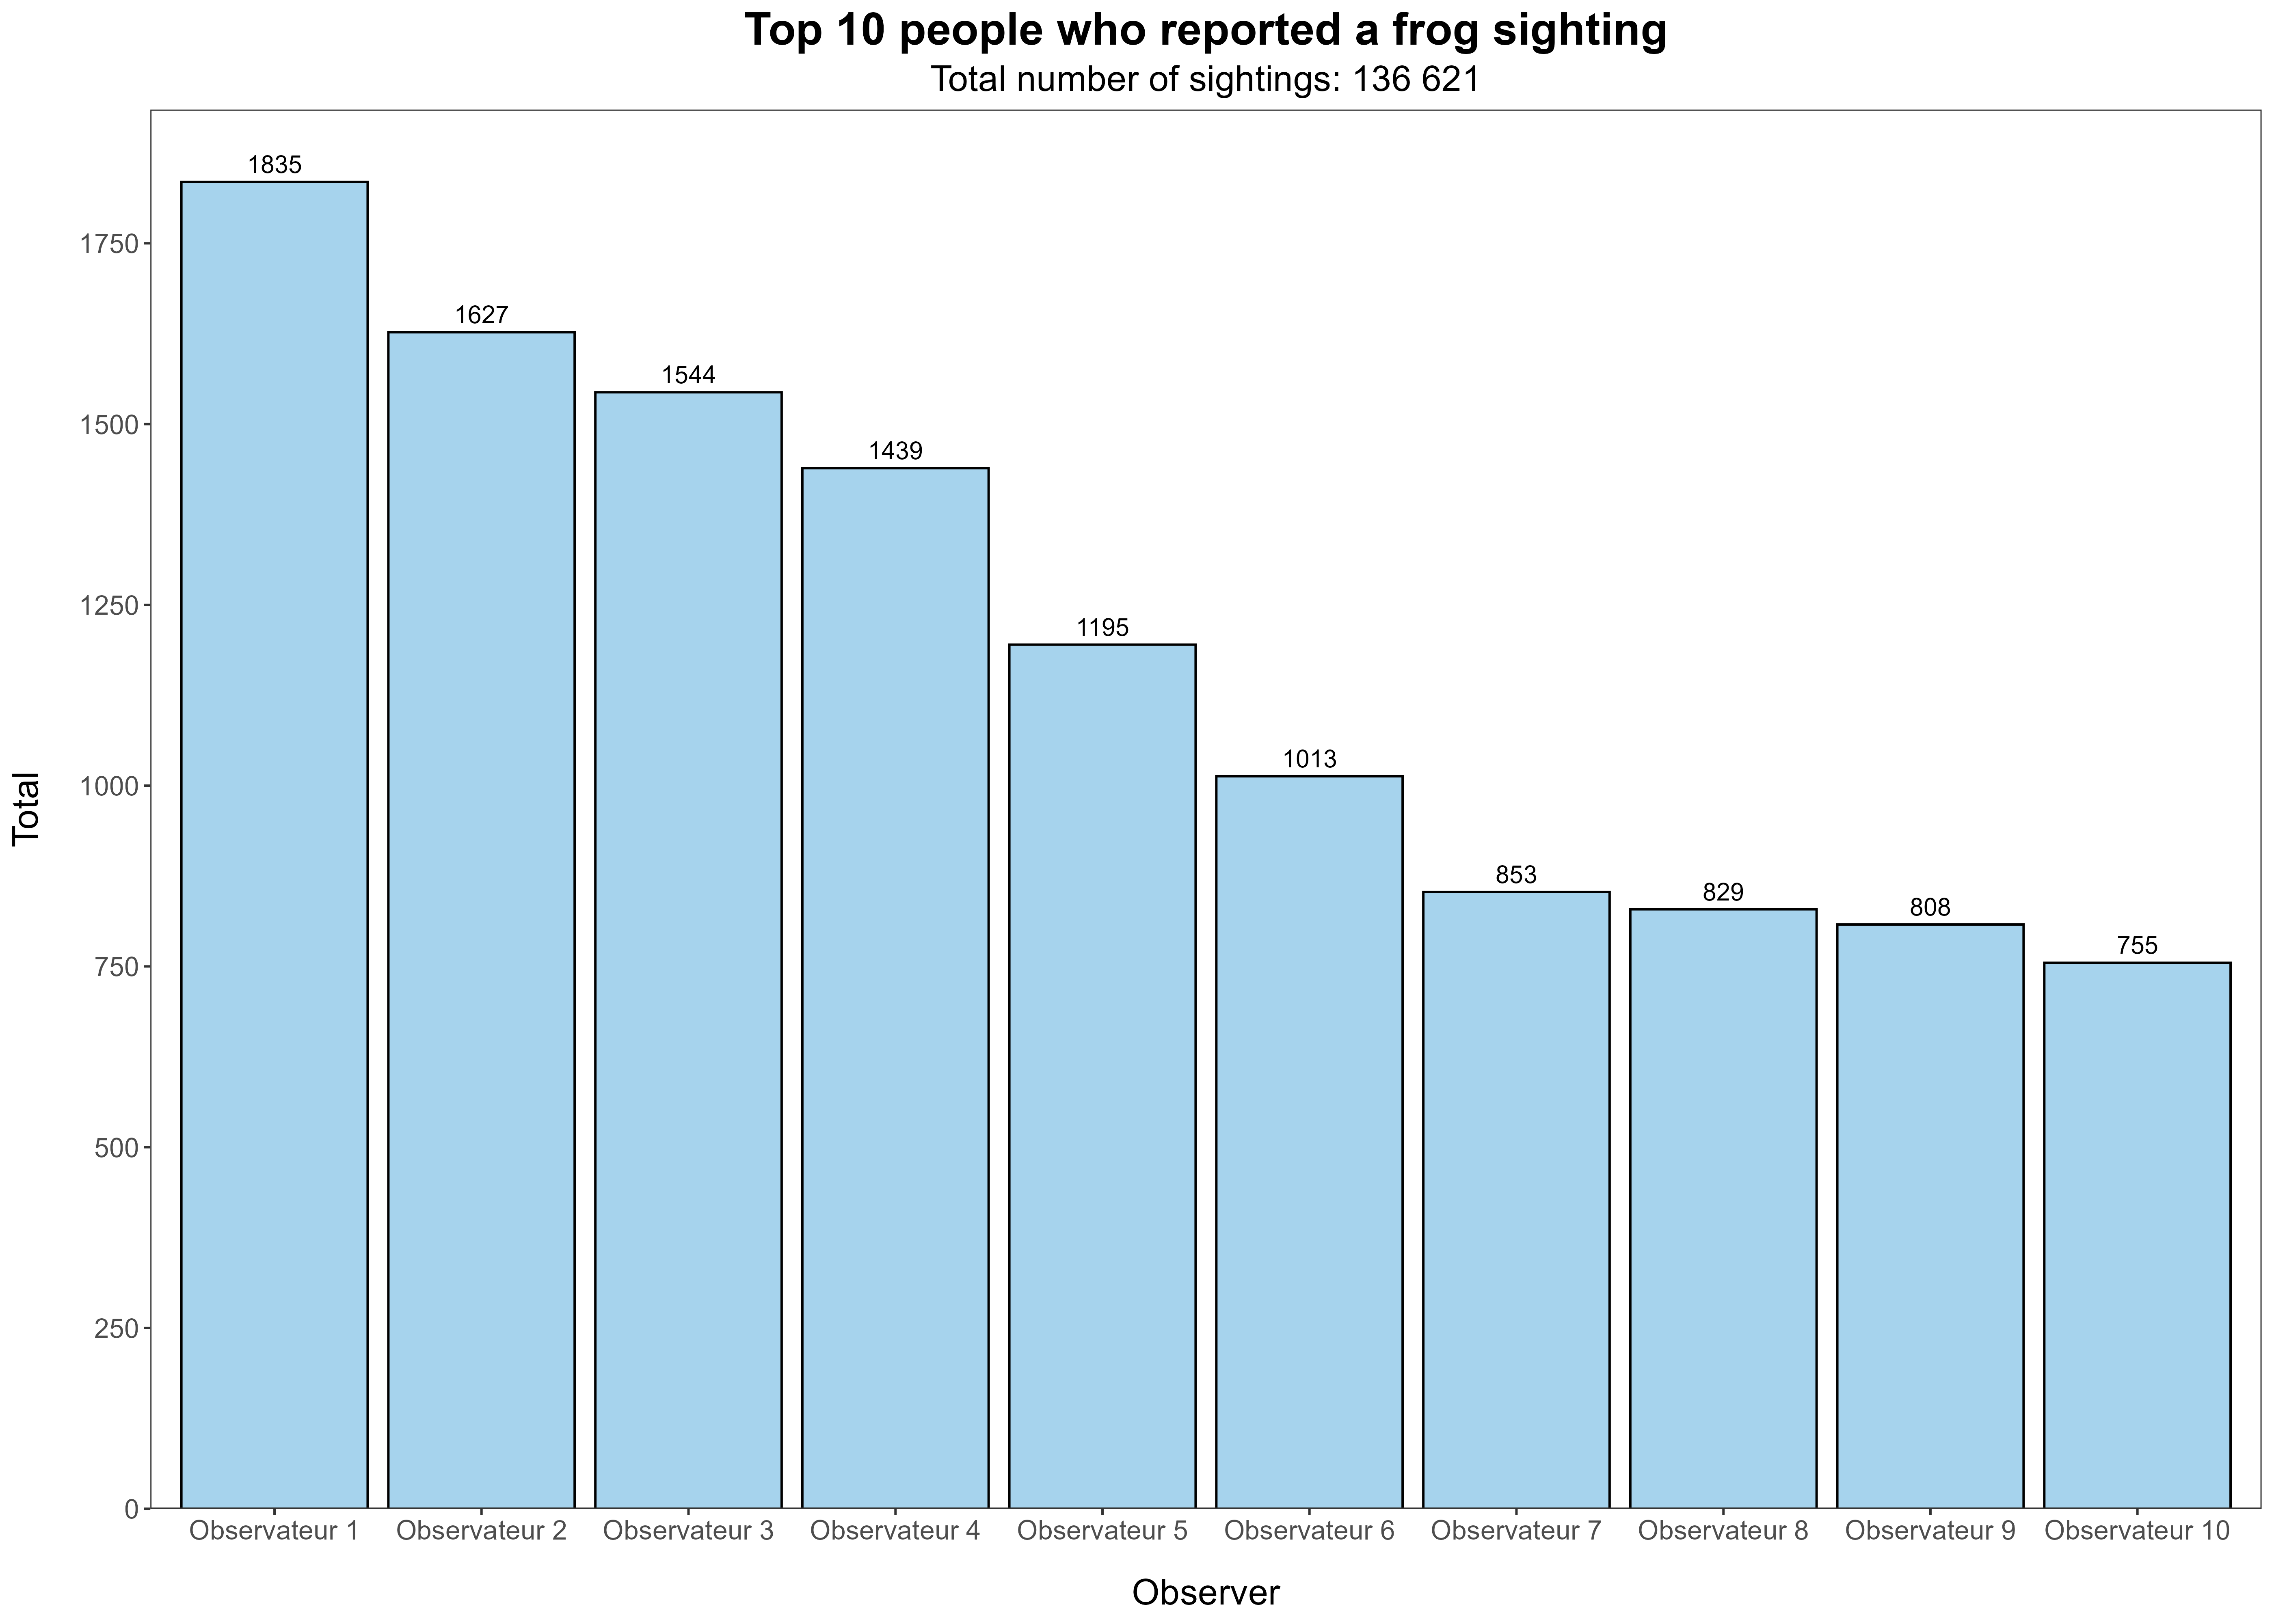 Top 10 people who reported a frog sighting
Total number of sightings: 136 621
1835
1627
1544
1439
1195
1013
853
829
808
755
1750
1500
1250
1000
750
500
250
0
Total
Observateur 1
Observateur 2
Observateur 3
Observateur 4
Observateur 5
Observateur 6
Observateur 7
Observateur 8
Observateur 9
Observateur 10
Observer